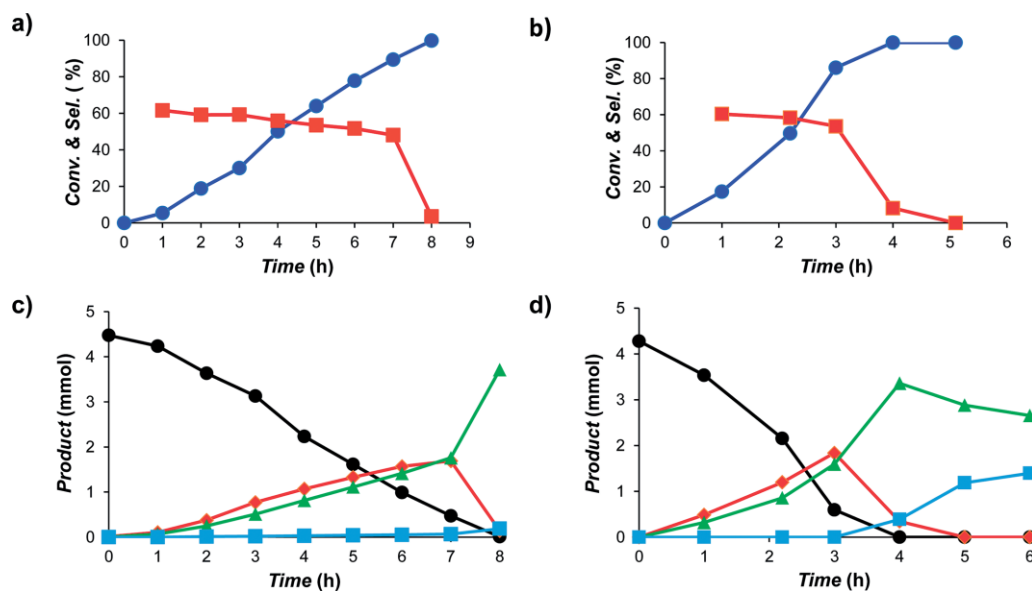 a)
Conv. & Sel. ( %)
100
80
60
40
20
0
0 1 2 3 4 5 6 7 8 9
Time (h)
b)
Conv. & Sel. (%)
100
80
60
40
20
0
0 1 2 3 4 5 6
Time (h)
c)
Product (mmol)
5
4
3
2
1
0
0 1 2 3 4 5 6 7 8
Time (h)
d)
Product (mmol)
5
4
3
2
1
0
0 1 2 3 4 5 6
Time (h)